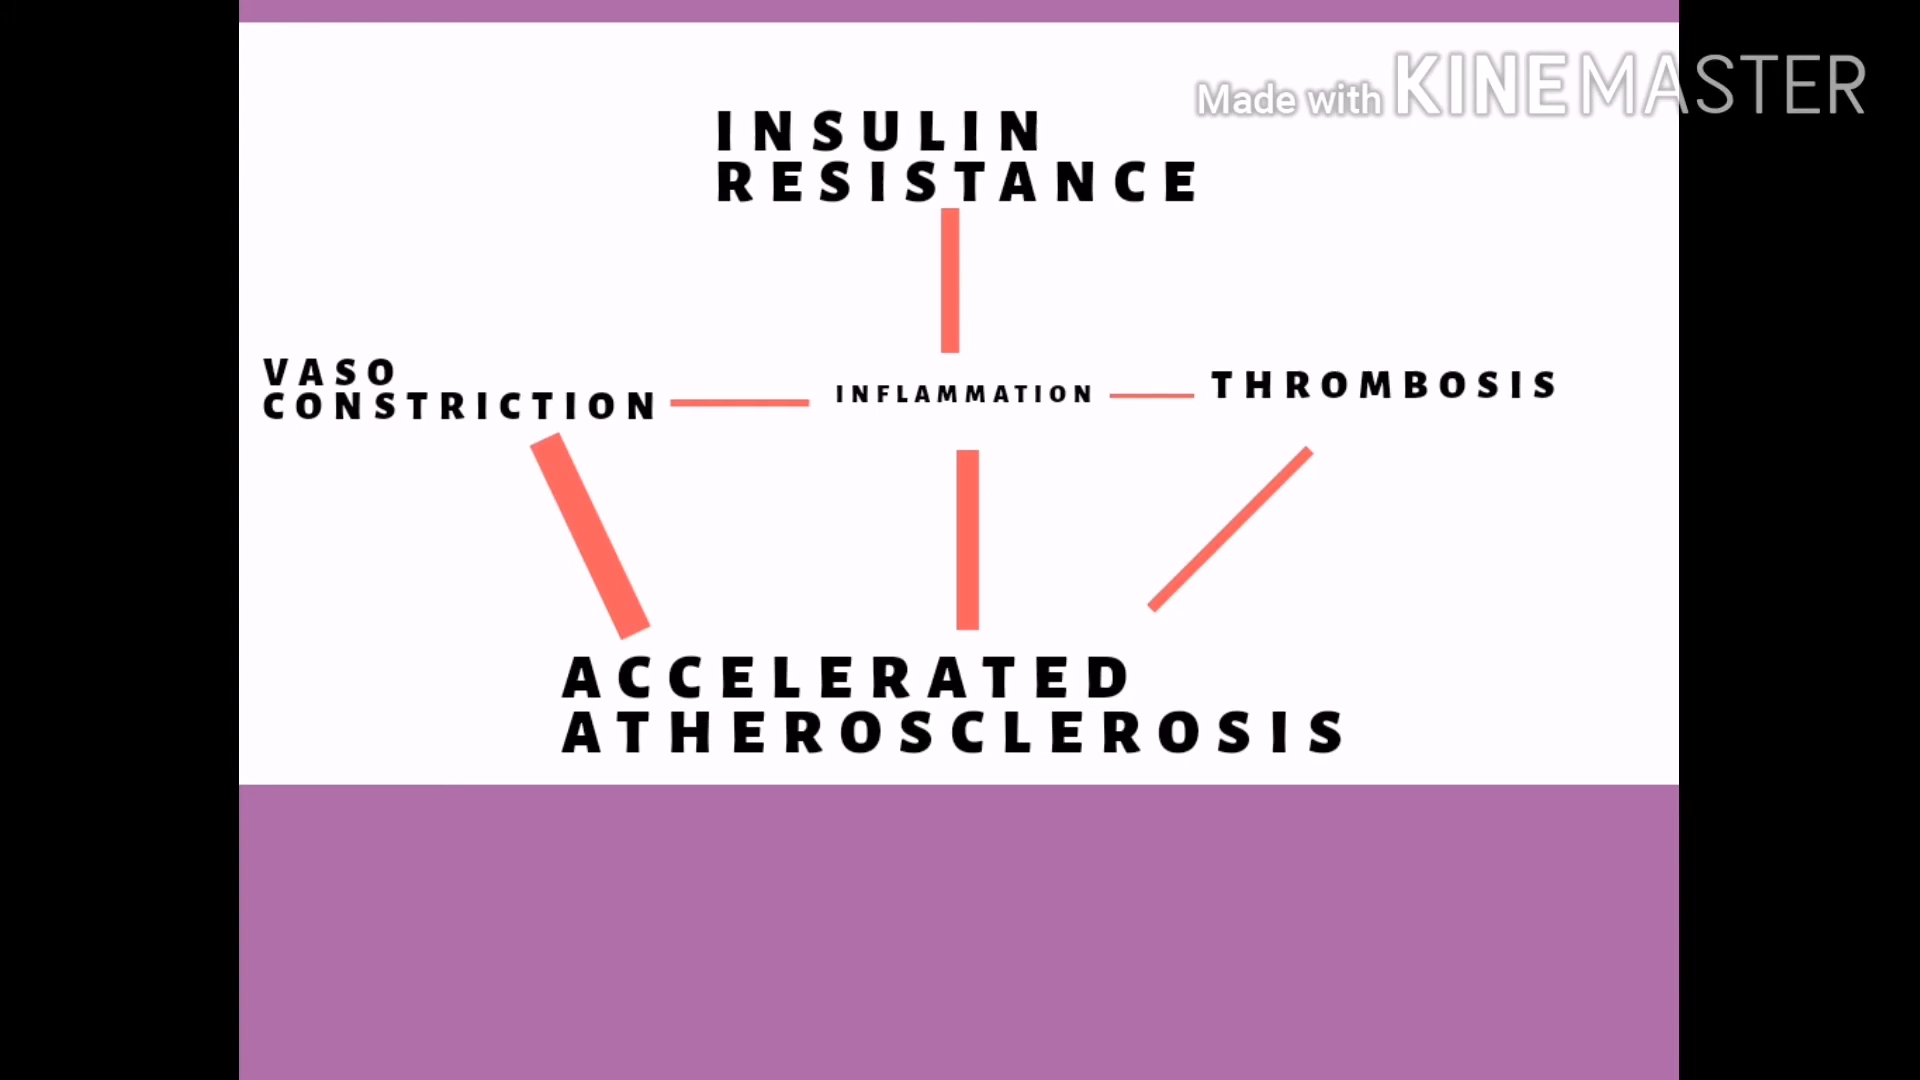 Made with KINEMASTER
INSULIN
RESISTANCE
VASO
CONSTRICTION
INFLAMMATION
THROMBOSIS
ACCELERATED
ATHEROSCLEROSIS